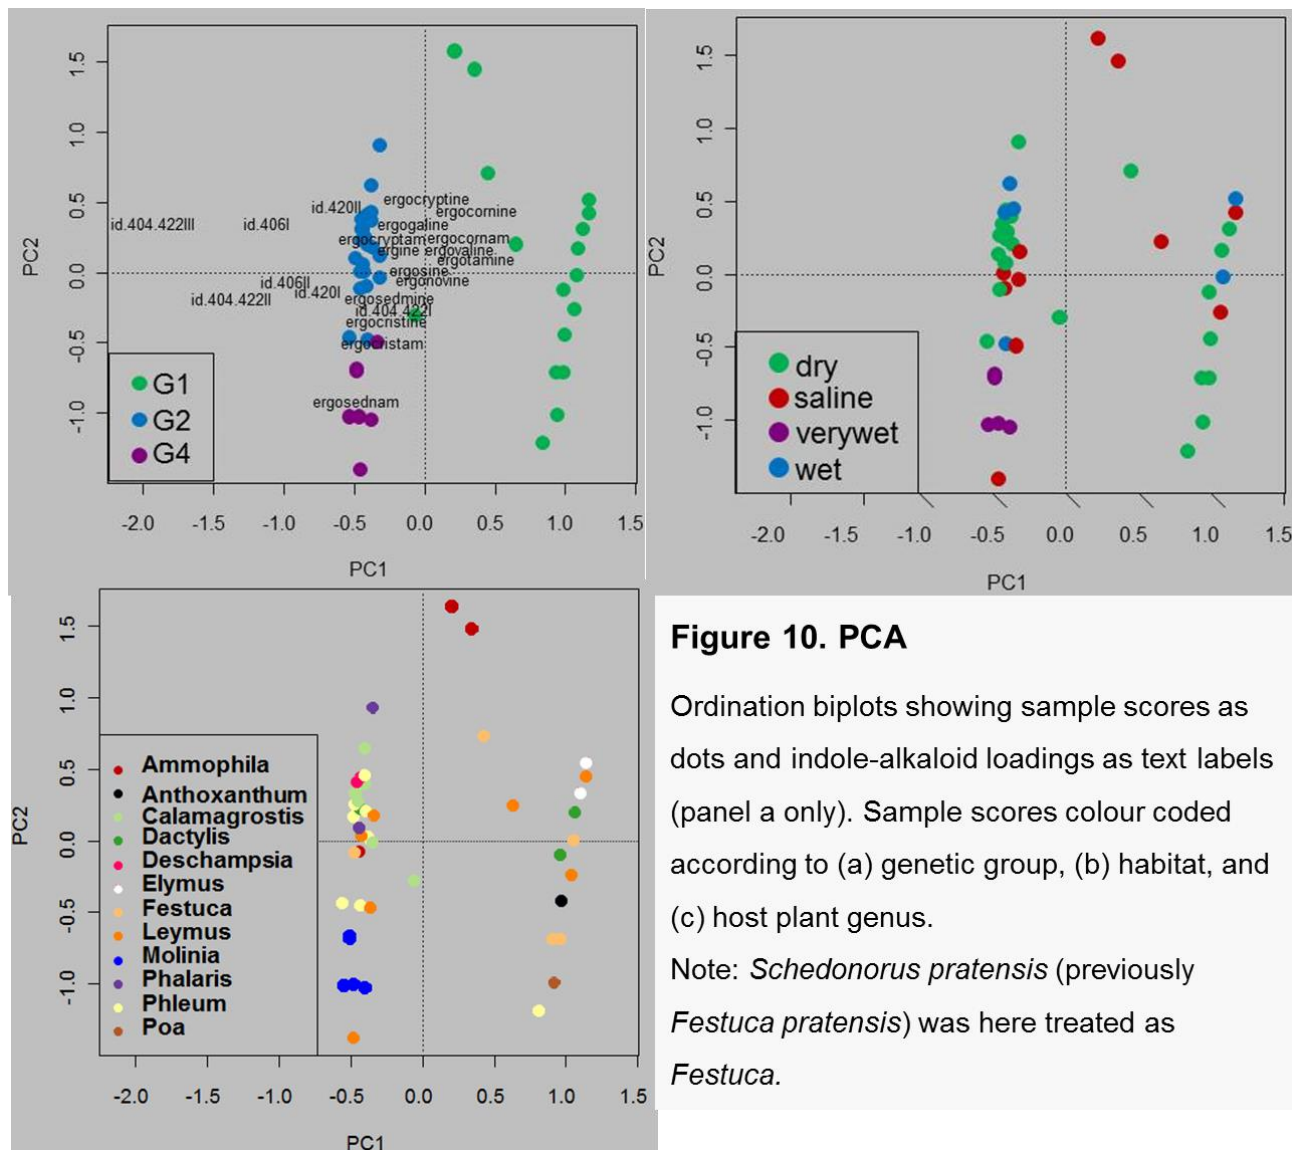 PC2
1.5
1.0
0.5
0.0
-0.5
-1.0
ergocryptine
id.420II
ergocornine
id.404.422III
id.406I
ergogaline
ergocryptam
ergocornam
ergine
ergovaline
ergotamine
ergosine
id.406II
ergonovine
id.420I
id.404.422II
ergosedmine
id.404.422I
ergocristine
ergocristam
ergosednam
G1
G2
G4
-2.0 -1.5 -1.0 -0.5 0.0 0.5 1.0 1.5
PC1
PC2
1.5
1.0
0.5
0.0
-0.5
-1.0
dry
saline
verywet
wet
-2.0 -1.5 -1.0 -0.5 0.0 0.5 1.0 1.5
PC1
PC2
1.5
1.0
0.5
0.0
-0.5
-1.0
Ammophila
Anthoxanthum
Calamagrostis
Dactylis
Deschampsia
Elymus
Festuca
Leymus
Molinia
Phalaris
Phleum
Poa
-2.0 -1.5 -1.0 -0.5 0.0 0.5 1.0 1.5
PC1
Figure 10. PCA
Ordination biplots showing sample scores as
dots and indole-alkaloid loadings as text labels
(panel a only). Sample scores colour coded
according to (a) genetic group, (b) habitat, and
(c) host plant genus.
Note: Schedonorus pratensis (previously
Festuca pratensis) was here treated as
Festuca.